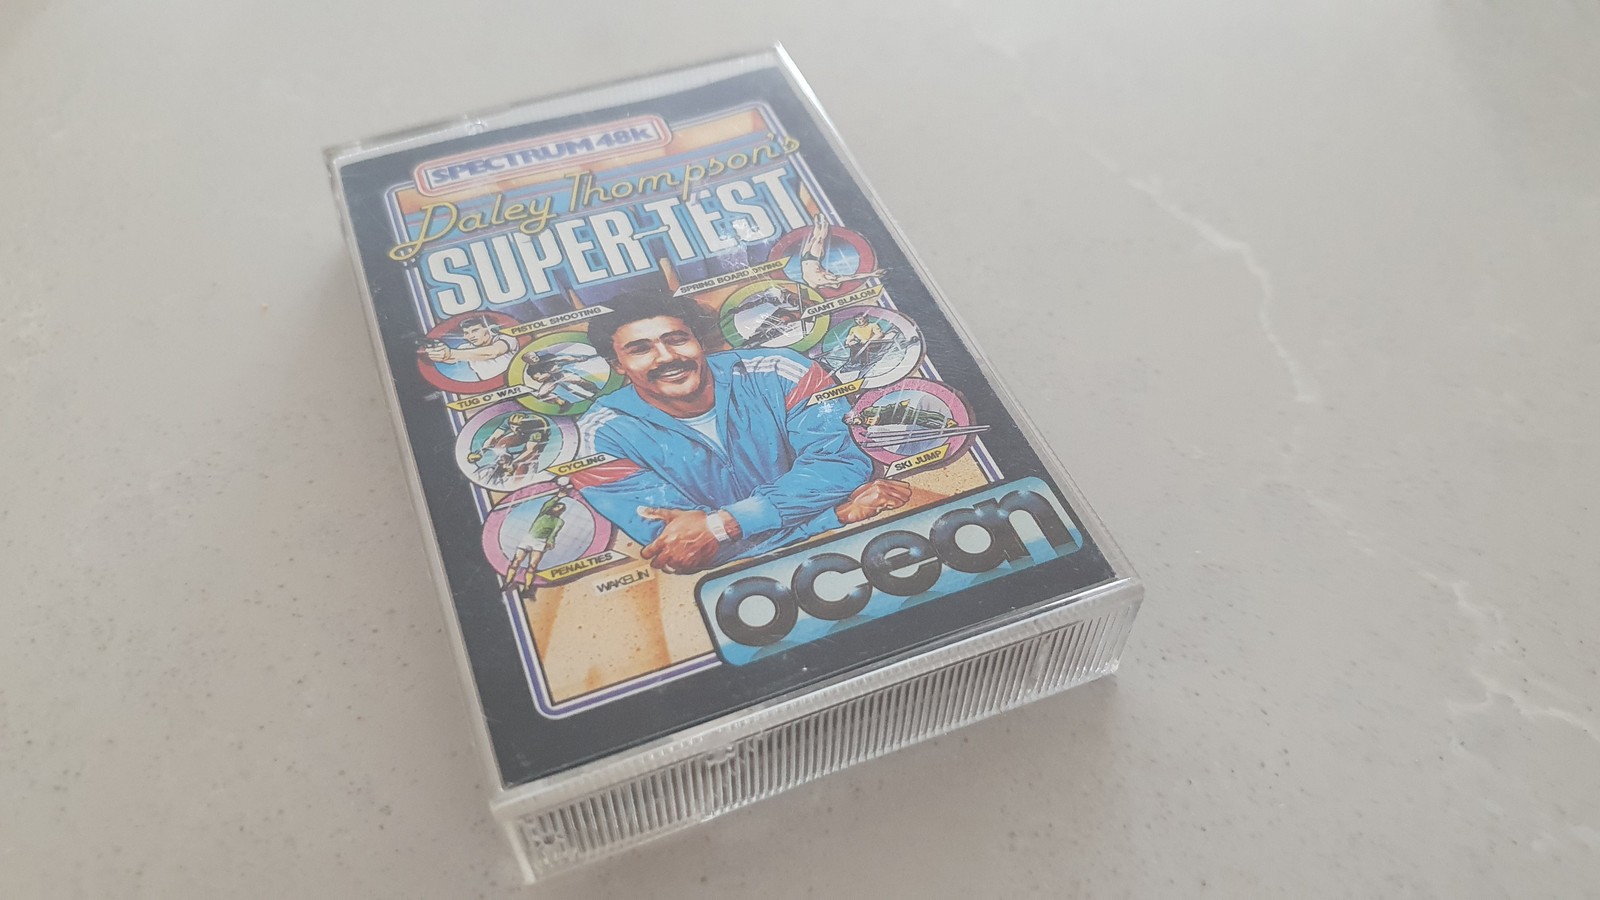 SPECTRUM 48K
Daley Thompson's
SUPER-TEST
SPRING BOARD DIVING
PISTOL SHOOTING
GIANT SLALOM
TUG O' WAR
ROWING
CYCLING
SKI JUMP
PENALTIES
WAKELIN
ocean